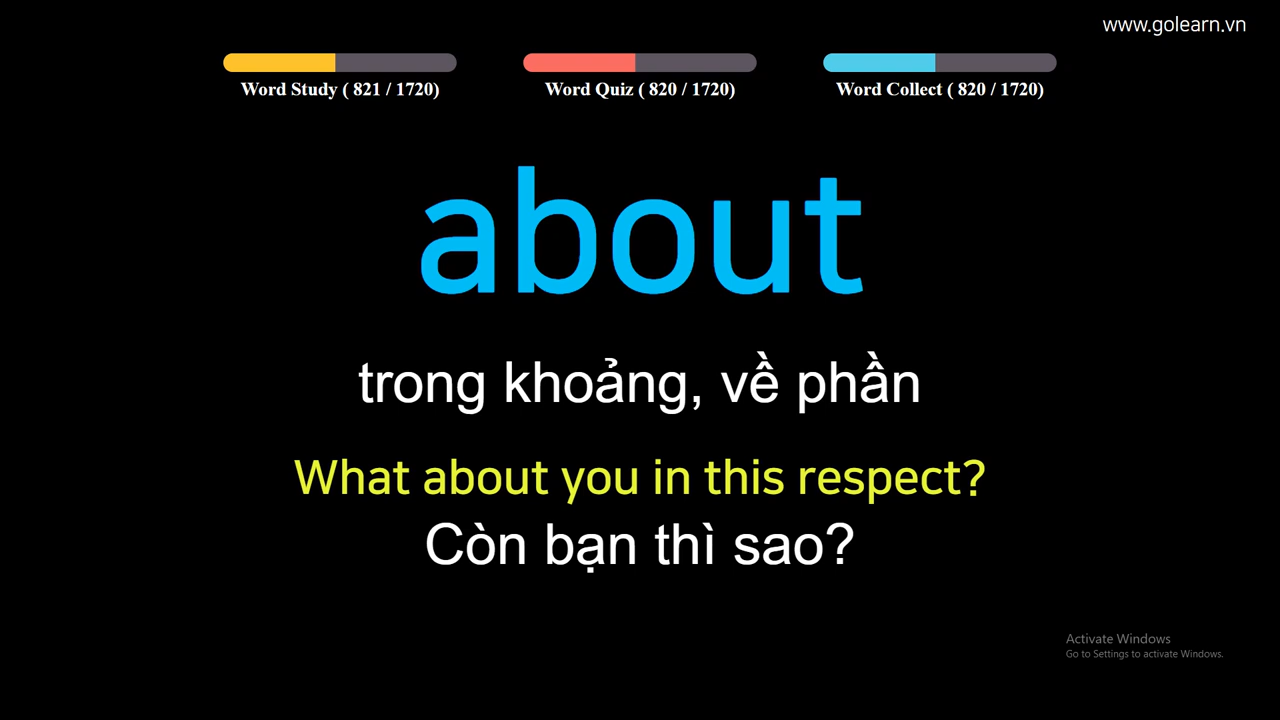 www.golearn.vn
Word Study ( 821 / 1720)
Word Quiz ( 820 / 1720)
Word Collect ( 820 / 1720)
about
trong khoảng, về phần
What about you in this respect?
Còn bạn thì sao?
Activate Windows
Go to Settings to activate Windows.